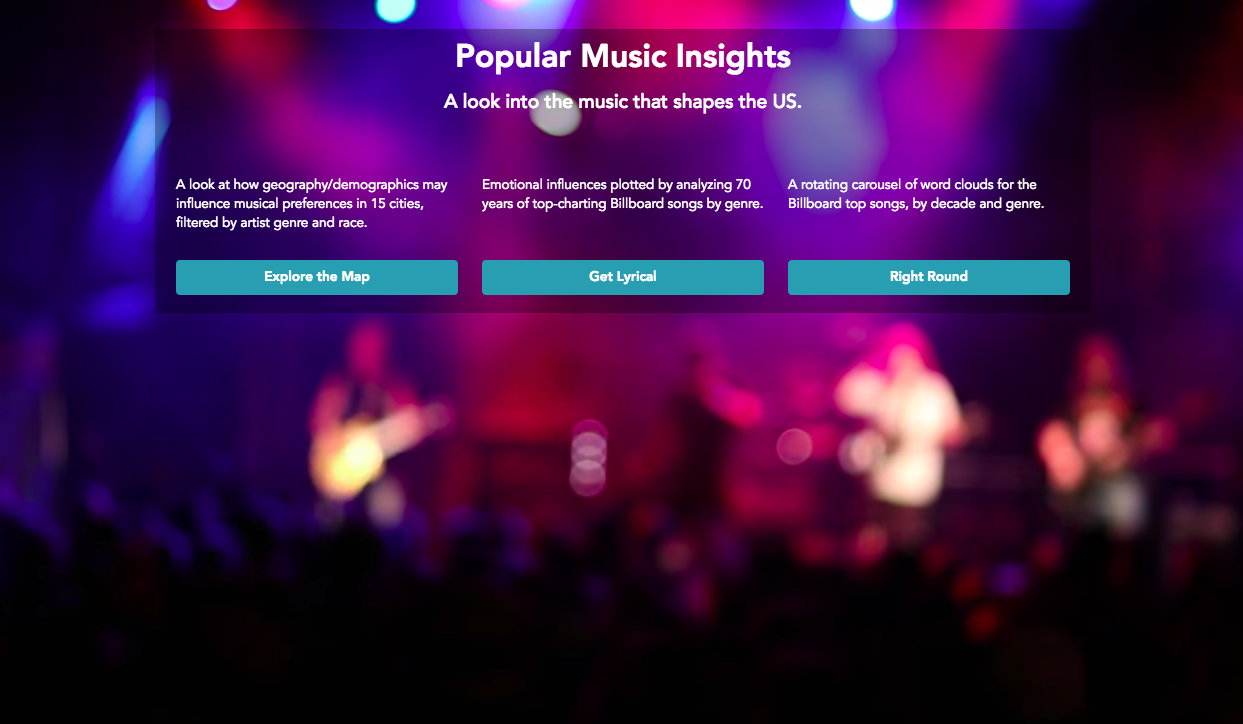 Popular Music Insights
A look into the music that shapes the US.
A look at how geography/demographics may
influence musical preferences in 15 cities,
filtered by artist genre and race.
Emotional influences plotted by analyzing 70
years of top-charting Billboard songs by genre.
A rotating carousel of word clouds for the
Billboard top songs, by decade and genre.
Explore the Map
Get Lyrical
Right Round